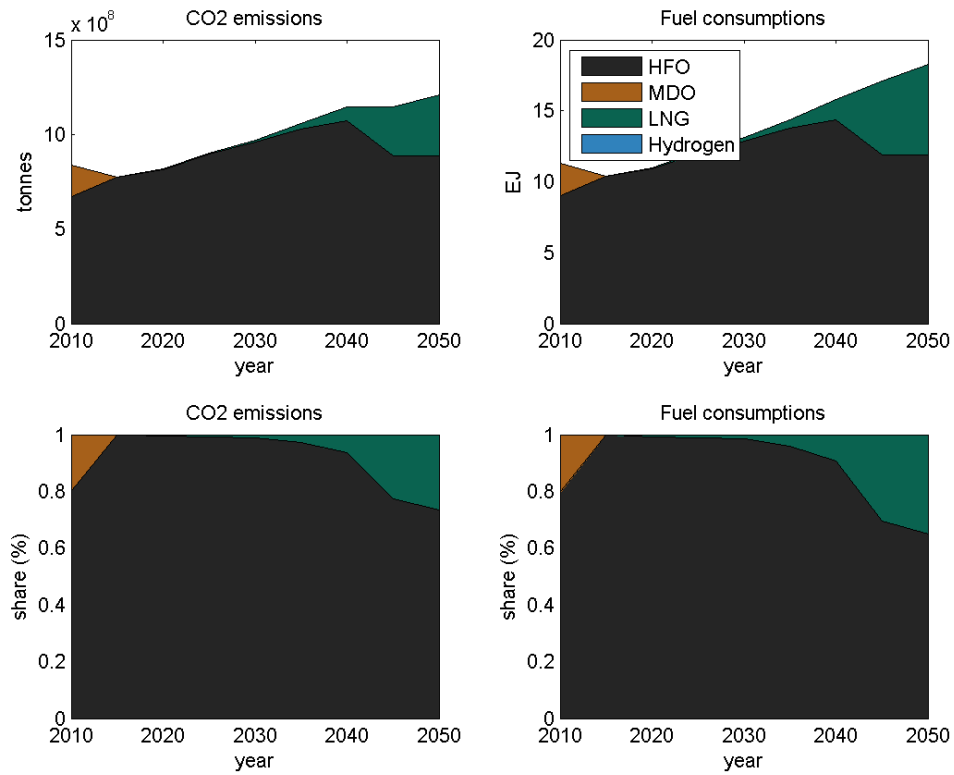 CO2 emissions
x 10^8
15
10
5
0
tonnes
2010 2020 2030 2040 2050
year
Fuel consumptions
20
15
10
5
0
EJ
HFO
MDO
LNG
Hydrogen
2010 2020 2030 2040 2050
year
CO2 emissions
1
0.8
0.6
0.4
0.2
0
share (%)
2010 2020 2030 2040 2050
year
Fuel consumptions
1
0.8
0.6
0.4
0.2
0
share (%)
2010 2020 2030 2040 2050
year